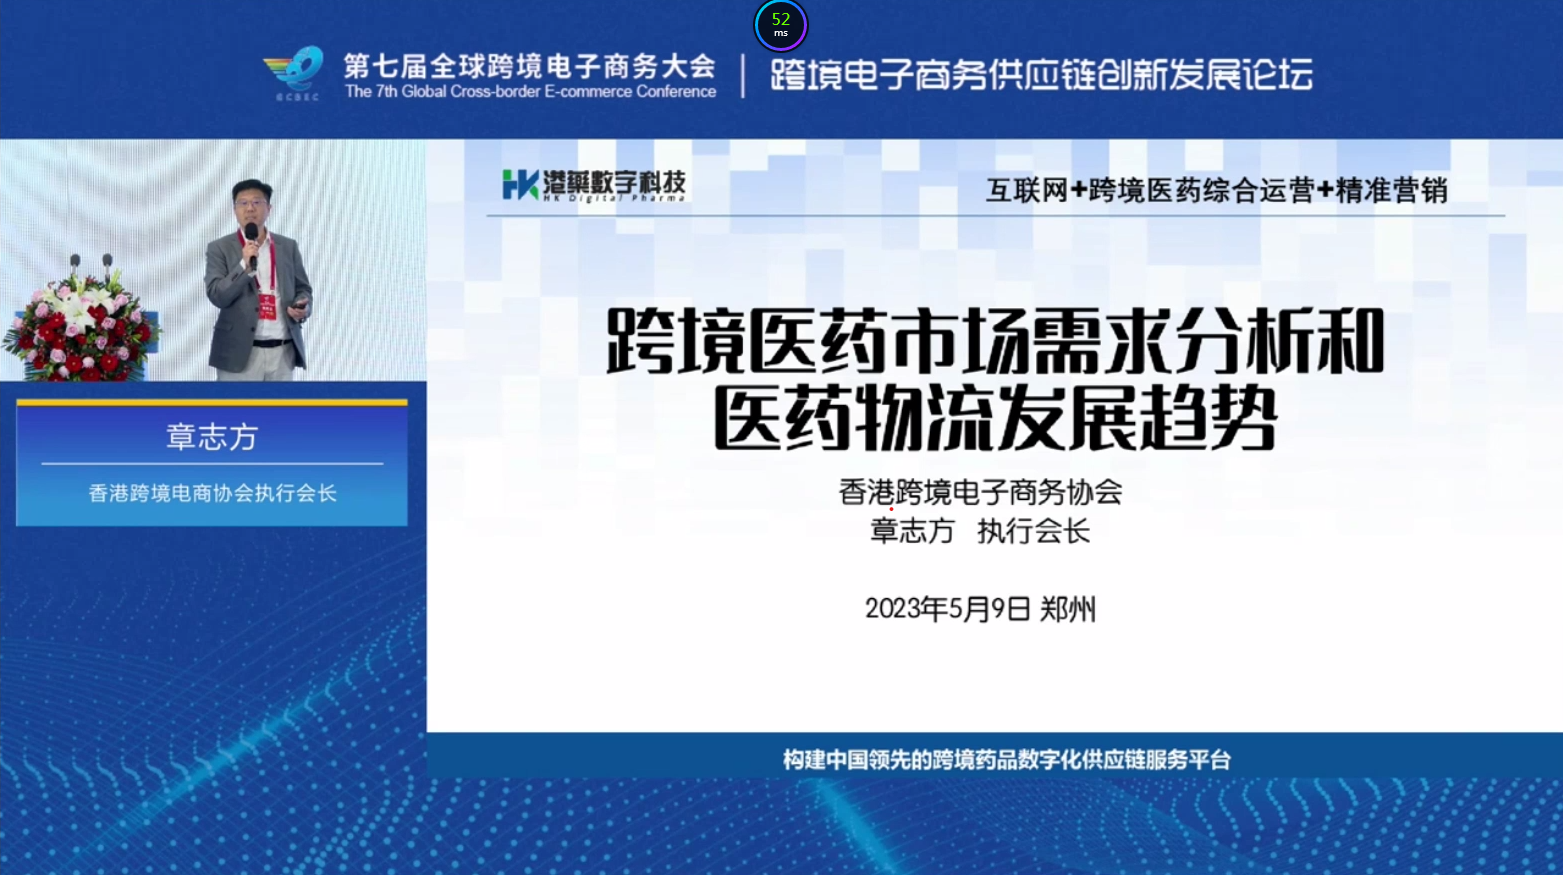 52
ms
第七届全球跨境电子商务大会
The 7th Global Cross-border E-commerce Conference
跨境电子商务供应链创新发展论坛
GCBEC
港藥數字科技
HK Digital Pharma
互联网+跨境医药综合运营+精准营销
跨境医药市场需求分析和
医药物流发展趋势
香港跨境电子商务协会
章志方 执行会长
2023年5月9日 郑州
章志方
香港跨境电商协会执行会长
构建中国领先的跨境药品数字化供应链服务平台